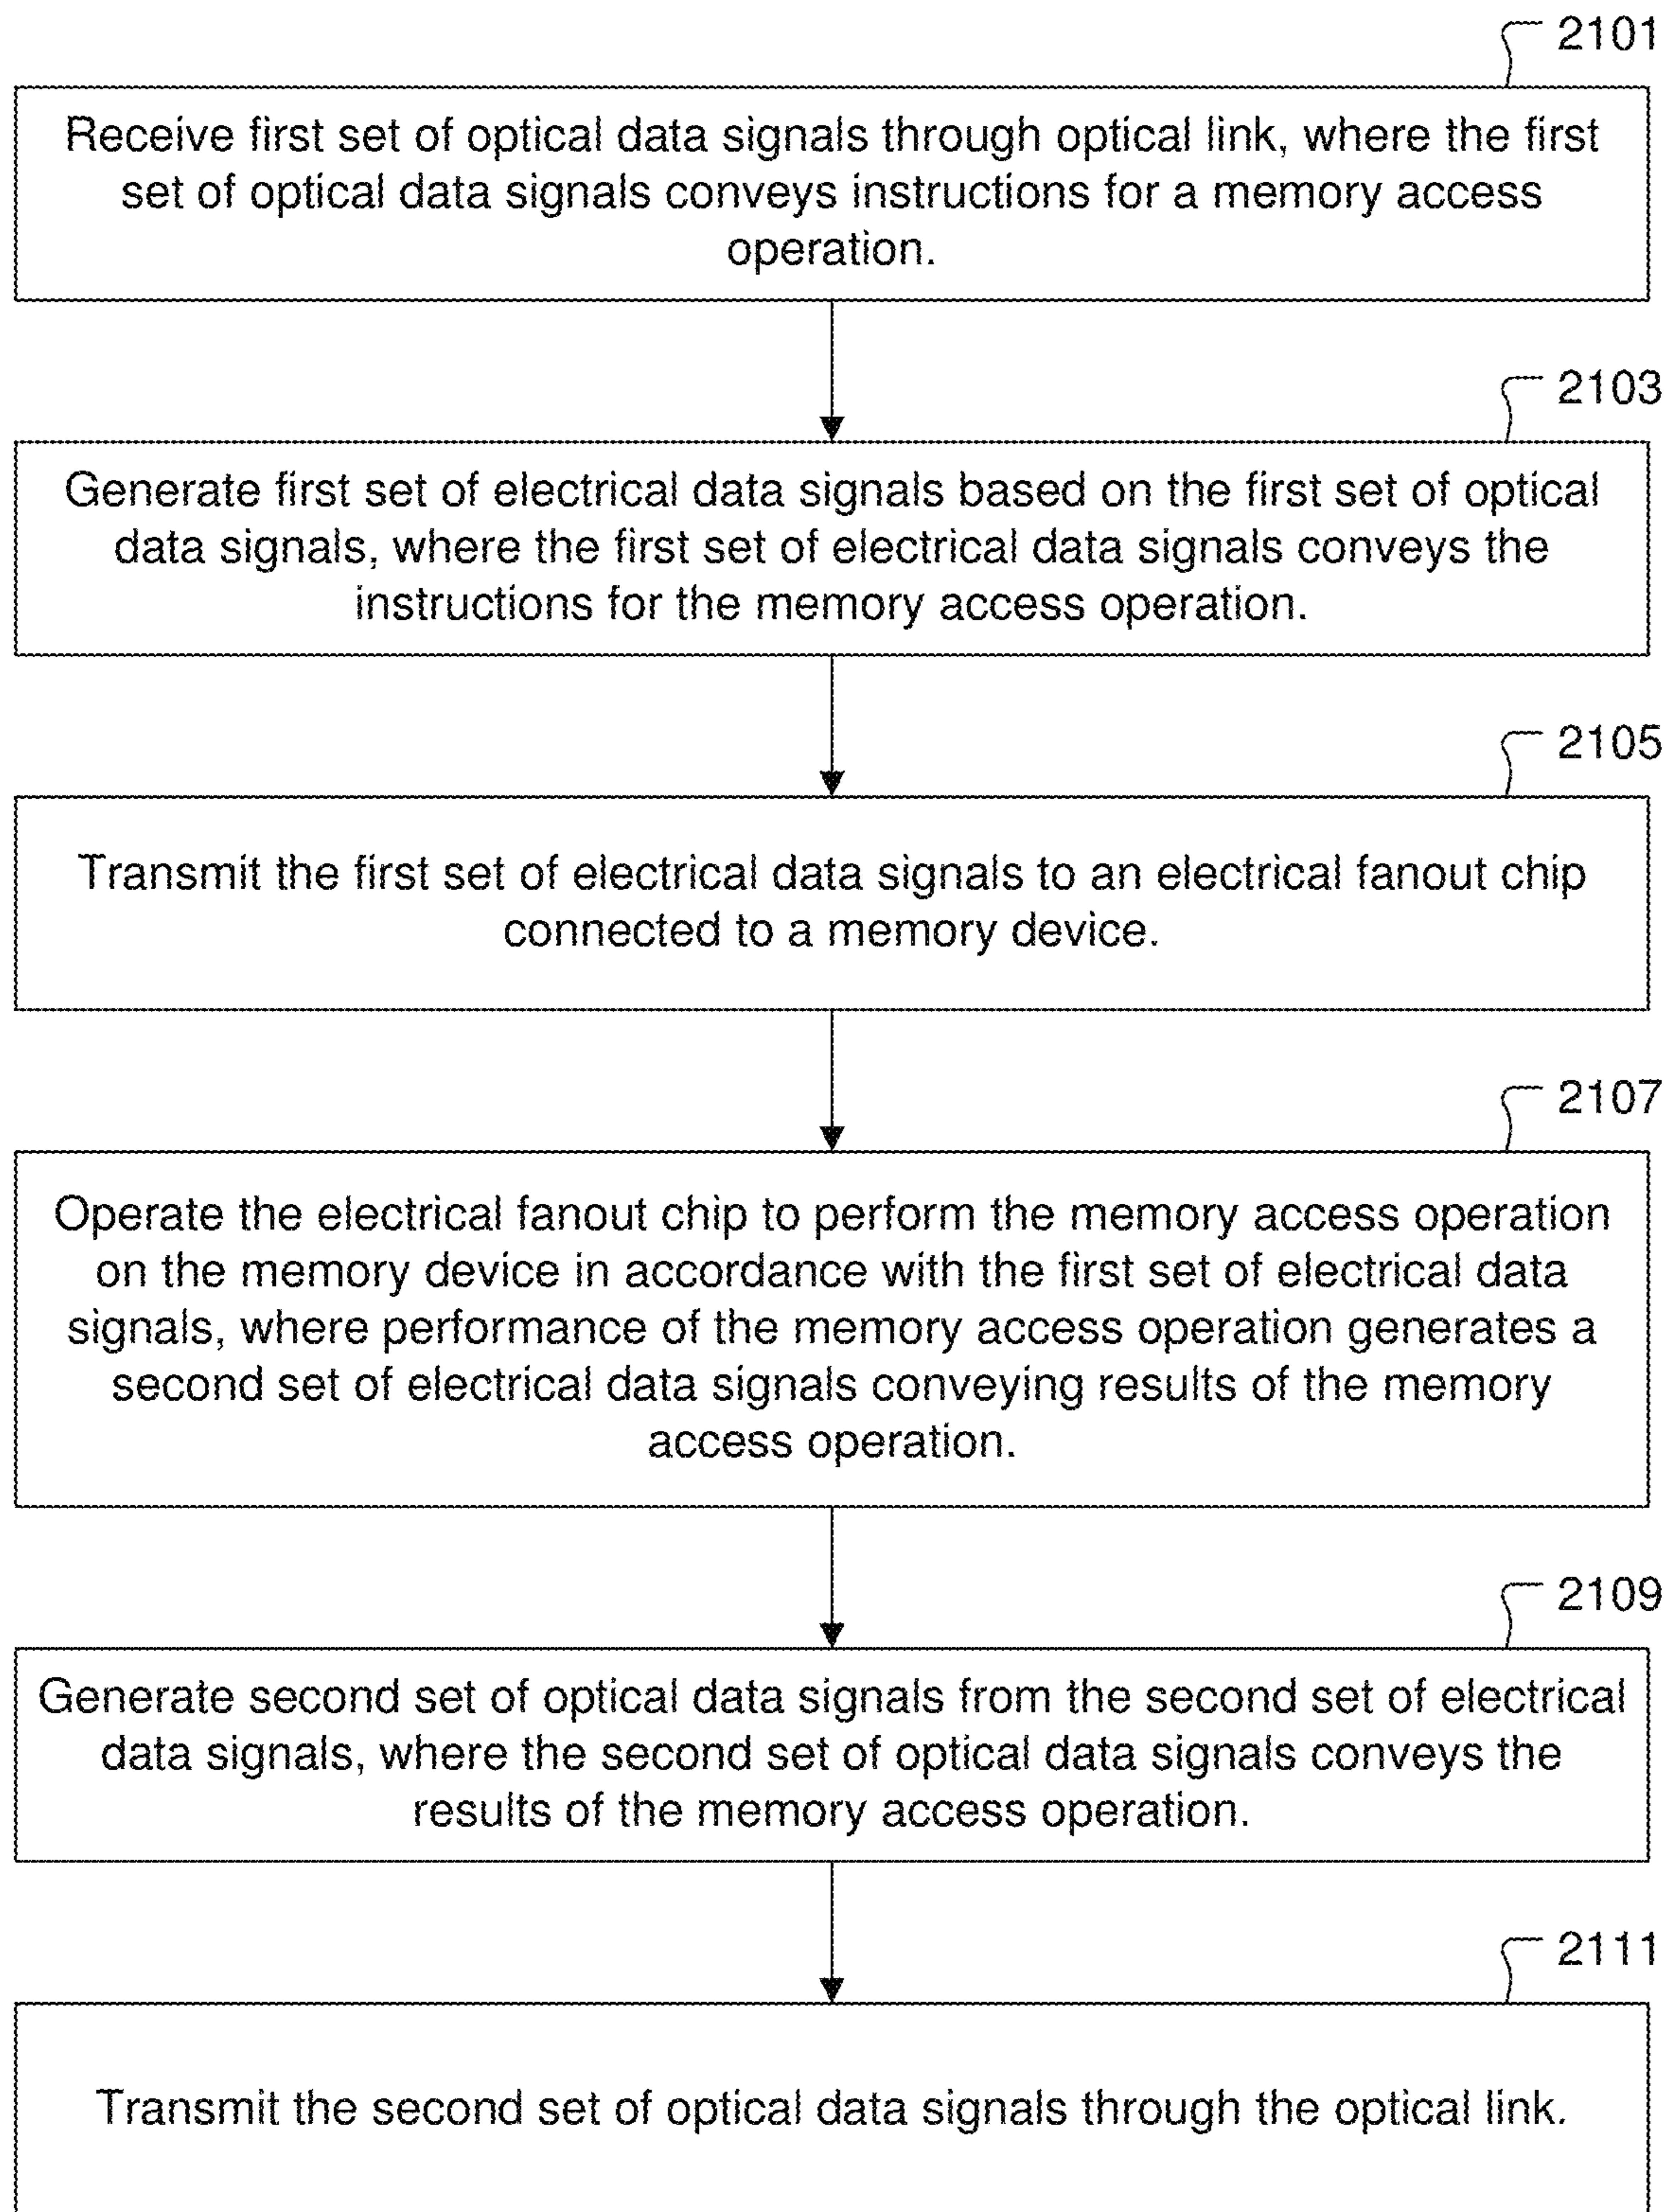 2101
Receive first set of optical data signals through optical link, where the first
set of optical data signals conveys instructions for a memory access
operation.
2103
Generate first set of electrical data signals based on the first set of optical
data signals, where the first set of electrical data signals conveys the
instructions for the memory access operation.
2105
Transmit the first set of electrical data signals to an electrical fanout chip
connected to a memory device.
2107
Operate the electrical fanout chip to perform the memory access operation
on the memory device in accordance with the first set of electrical data
signals, where performance of the memory access operation generates a
second set of electrical data signals conveying results of the memory
access operation.
2109
Generate second set of optical data signals from the second set of electrical
data signals, where the second set of optical data signals conveys the
results of the memory access operation.
2111
Transmit the second set of optical data signals through the optical link.